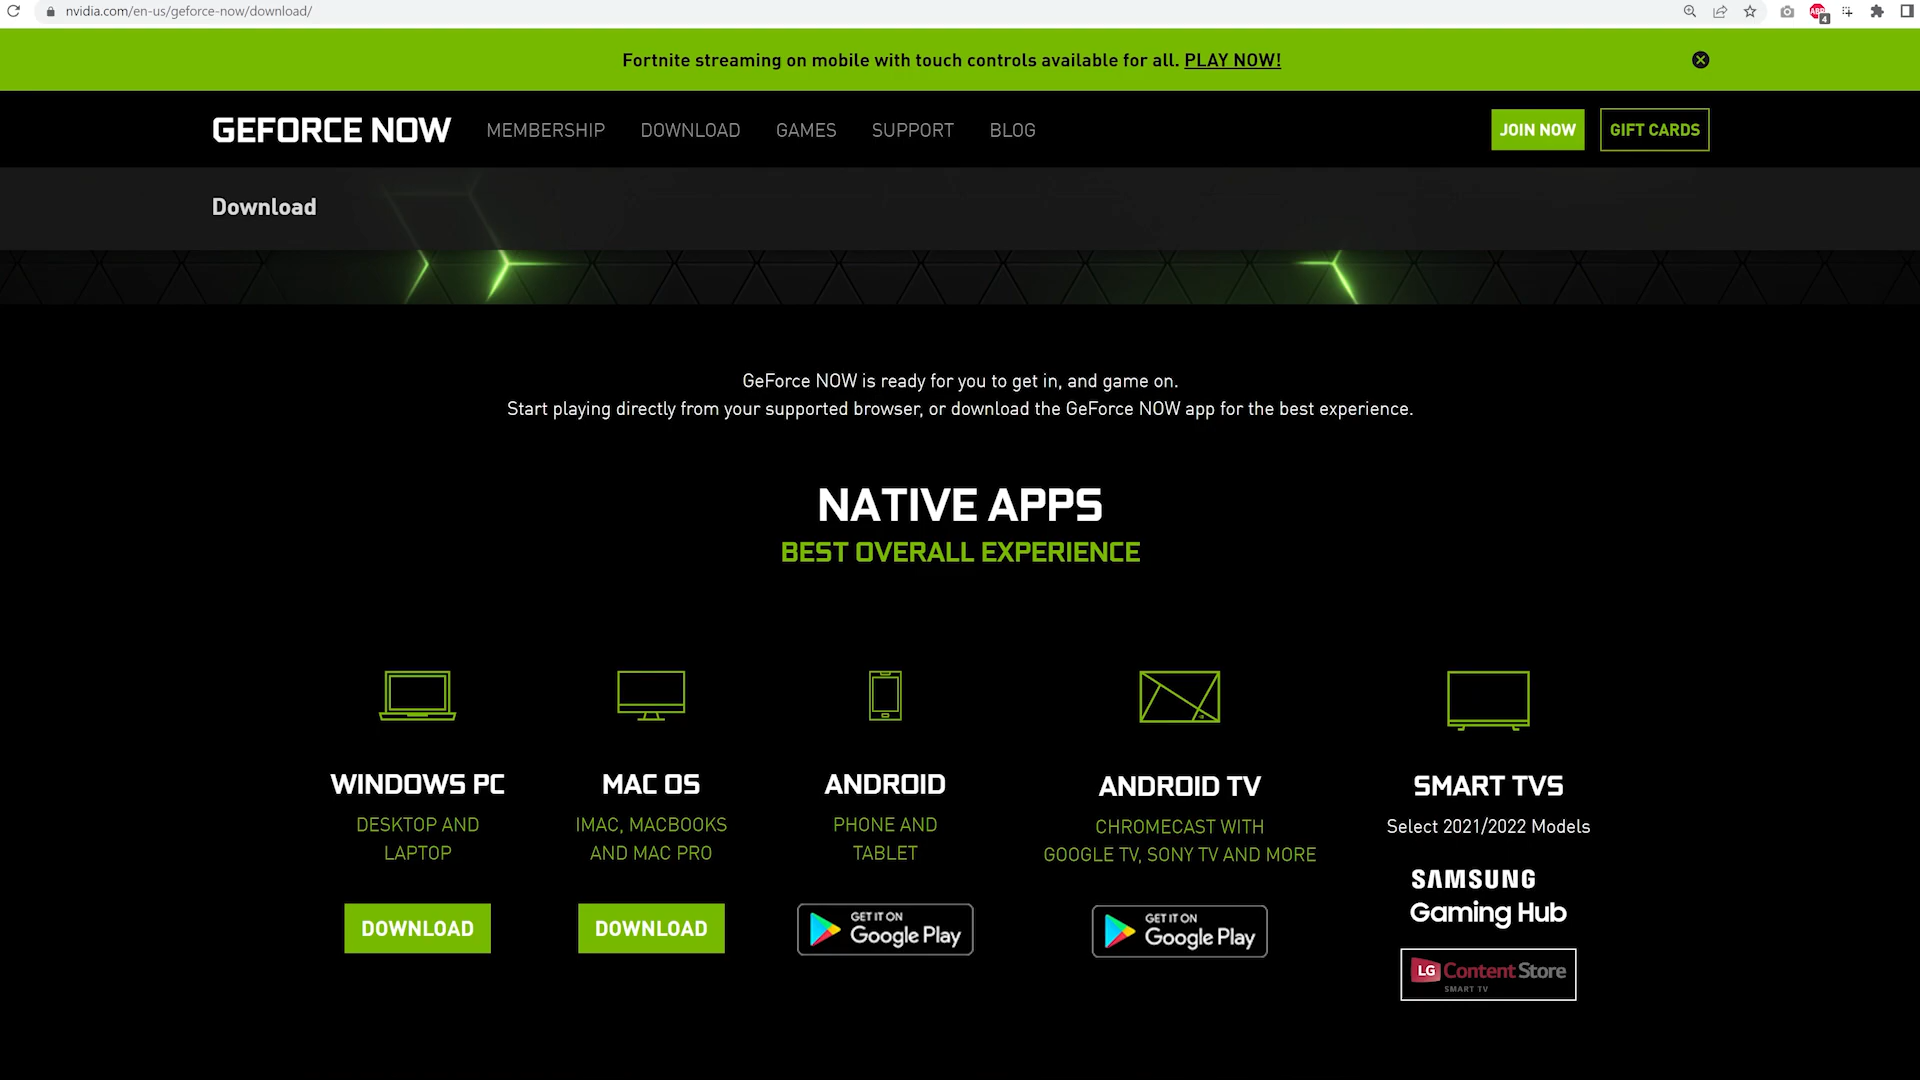 nvidia.com/en-us/geforce-now/download/
ABP
4
Fortnite streaming on mobile with touch controls available for all. PLAY NOW!
GEFORCE NOW
MEMBERSHIP
DOWNLOAD
GAMES
SUPPORT
BLOG
JOIN NOW
GIFT CARDS
Download
GeForce NOW is ready for you to get in, and game on.
Start playing directly from your supported browser, or download the GeForce NOW app for the best experience.
NATIVE APPS
BEST OVERALL EXPERIENCE
WINDOWS PC
DESKTOP AND
LAPTOP
DOWNLOAD
MAC OS
IMAC, MACBOOKS
AND MAC PRO
DOWNLOAD
ANDROID
PHONE AND
TABLET
GET IT ON
Google Play
ANDROID TV
CHROMECAST WITH
GOOGLE TV, SONY TV AND MORE
GET IT ON
Google Play
SMART TVS
Select 2021/2022 Models
SAMSUNG
Gaming Hub
LG Content Store
SMART TV